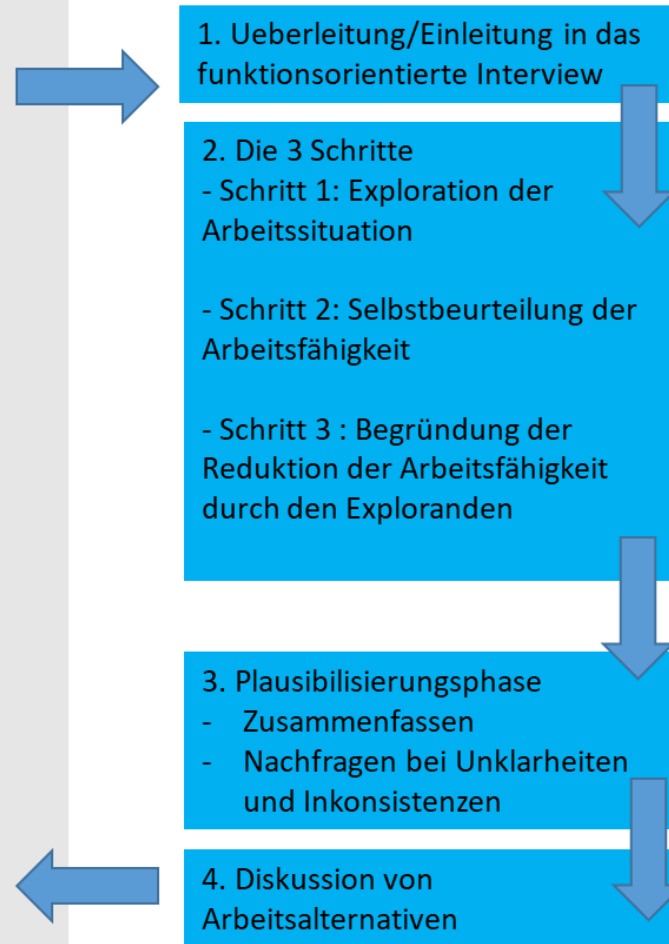 1. Ueberleitung/Einleitung in das
funktionsorientierte Interview
2. Die 3 Schritte
- Schritt 1: Exploration der
Arbeitssituation
- Schritt 2: Selbstbeurteilung der
Arbeitsfähigkeit
- Schritt 3 : Begründung der
Reduktion der Arbeitsfähigkeit
durch den Exploranden
3. Plausibilisierungsphase
- Zusammenfassen
- Nachfragen bei Unklarheiten
und Inkonsistenzen
4. Diskussion von
Arbeitsalternativen